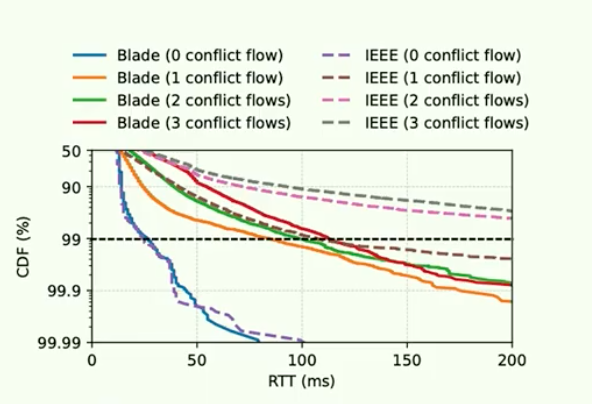 Blade (0 conflict flow)
Blade (1 conflict flow)
Blade (2 conflict flows)
Blade (3 conflict flows)
IEEE (0 conflict flow)
IEEE (1 conflict flow)
IEEE (2 conflict flows)
IEEE (3 conflict flows)
50
90
99
99.9
99.99
CDF (%)
0 50 100 150 200
RTT (ms)